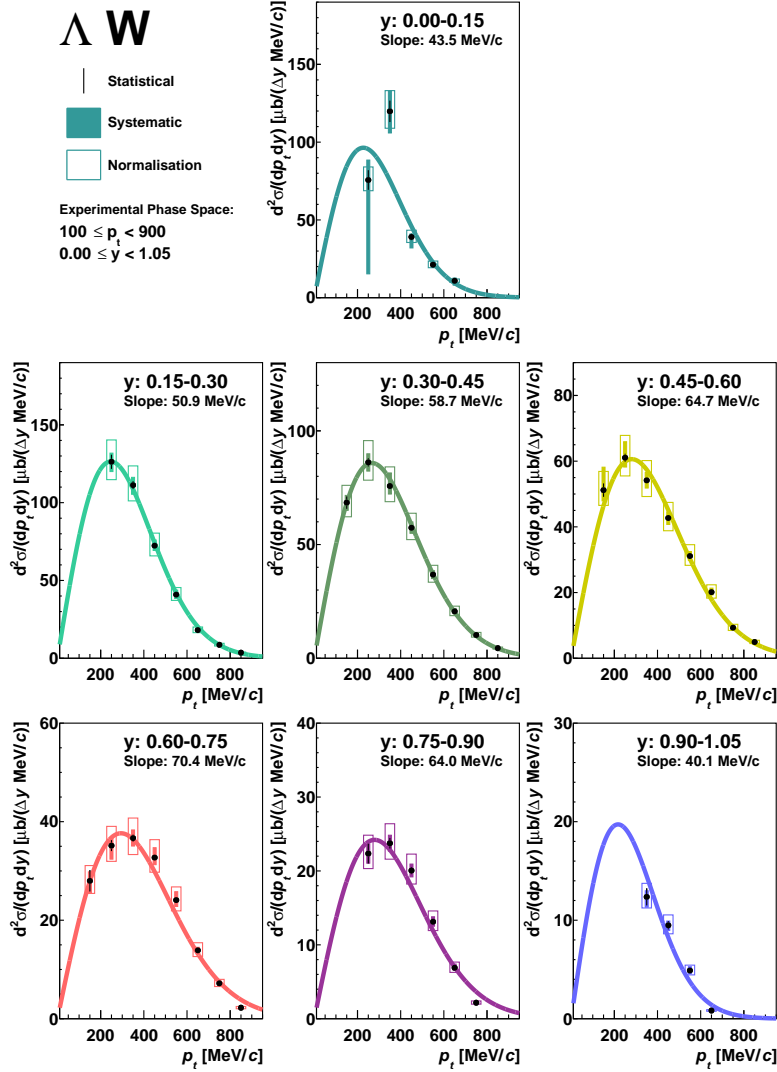 Λ W
Statistical
Systematic
Normalisation
Experimental Phase Space:
100 ≤ p_t < 900
0.00 ≤ y < 1.05
y: 0.00-0.15
Slope: 43.5 MeV/c
d²σ/(dp_t dy) [μb/(Δy MeV/c)]
150
100
50
0
200 400 600 800
p_t [MeV/c]
y: 0.15-0.30
Slope: 50.9 MeV/c
d²σ/(dp_t dy) [μb/(Δy MeV/c)]
150
100
50
0
200 400 600 800
p_t [MeV/c]
y: 0.30-0.45
Slope: 58.7 MeV/c
d²σ/(dp_t dy) [μb/(Δy MeV/c)]
100
50
0
200 400 600 800
p_t [MeV/c]
y: 0.45-0.60
Slope: 64.7 MeV/c
d²σ/(dp_t dy) [μb/(Δy MeV/c)]
80
60
40
20
0
200 400 600 800
p_t [MeV/c]
y: 0.60-0.75
Slope: 70.4 MeV/c
d²σ/(dp_t dy) [μb/(Δy MeV/c)]
60
40
20
0
200 400 600 800
p_t [MeV/c]
y: 0.75-0.90
Slope: 64.0 MeV/c
d²σ/(dp_t dy) [μb/(Δy MeV/c)]
40
30
20
10
0
200 400 600 800
p_t [MeV/c]
y: 0.90-1.05
Slope: 40.1 MeV/c
d²σ/(dp_t dy) [μb/(Δy MeV/c)]
30
20
10
0
200 400 600 800
p_t [MeV/c]